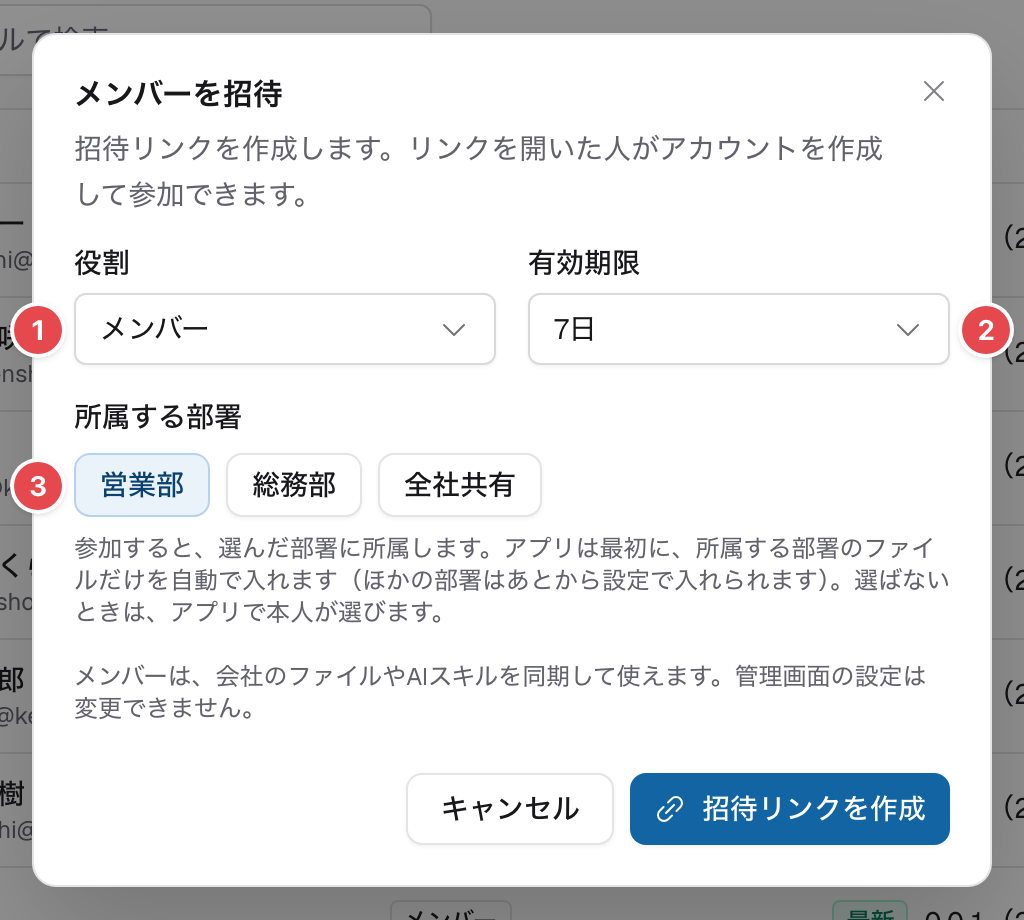 メンバーを招待
招待リンクを作成します。リンクを開いた人がアカウントを作成
して参加できます。
役割
有効期限
1
メンバー
7日
2
所属する部署
3
営業部
総務部
全社共有
参加すると、選んだ部署に所属します。アプリは最初に、所属する部署のファイ
ルだけを自動で入れます（ほかの部署はあとから設定で入れられます）。選ばない
ときは、アプリで本人が選びます。
メンバーは、会社のファイルやAIスキルを同期して使えます。管理画面の設定は
変更できません。
キャンセル
招待リンクを作成